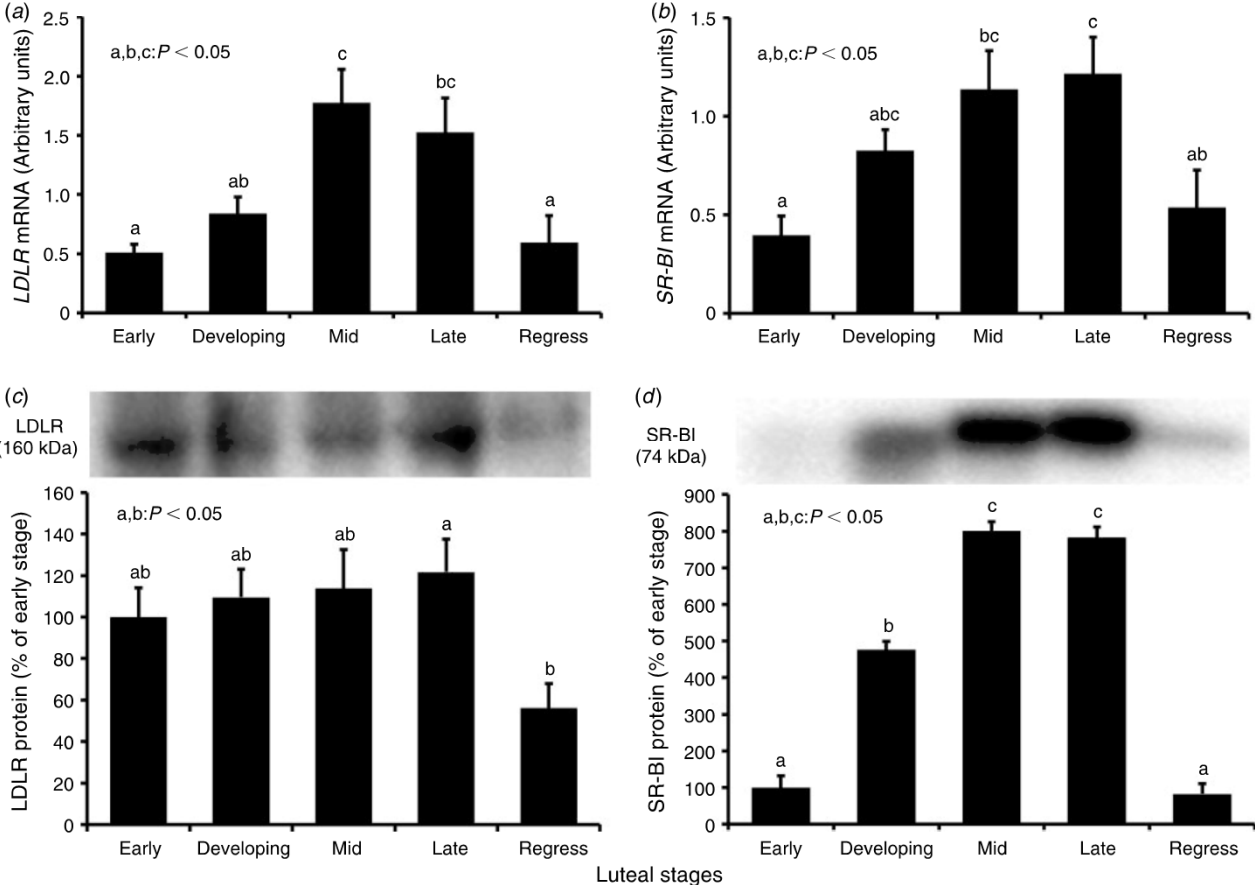 (a)
LDLR mRNA (Arbitrary units)
2.5
2.0
1.5
1.0
0.5
0
a,b,c:P < 0.05
a
ab
c
bc
a
Early Developing Mid Late Regress
(b)
SR-BI mRNA (Arbitrary units)
1.5
1.0
0.5
0
a,b,c:P < 0.05
a
abc
bc
c
ab
Early Developing Mid Late Regress
(c)
LDLR
(160 kDa)
LDLR protein (% of early stage)
160
140
120
100
80
60
40
20
0
a,b:P < 0.05
ab
ab
ab
a
b
Early Developing Mid Late Regress
(d)
SR-BI
(74 kDa)
SR-BI protein (% of early stage)
900
800
700
600
500
400
300
200
100
0
a,b,c:P < 0.05
a
b
c
c
a
Early Developing Mid Late Regress
Luteal stages